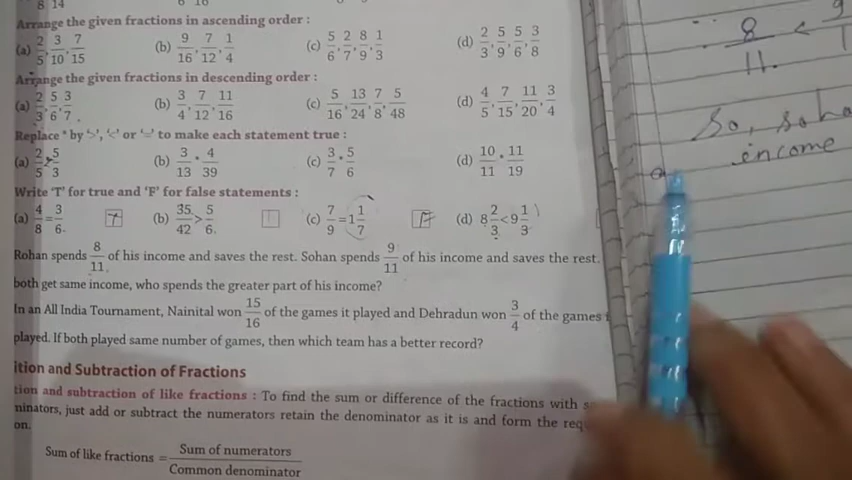 8 14
6 16
Arrange the given fractions in ascending order :
(a) 2/5, 3/10, 7/15 (b) 9/16, 7/12, 1/4 (c) 5/6, 2/7, 8/9, 1/3 (d) 2/3, 5/9, 5/6, 3/8
Arrange the given fractions in descending order :
(a) 2/3, 5/6, 3/7 (b) 3/4, 7/12, 11/16 (c) 5/16, 13/24, 7/8, 5/48 (d) 4/5, 7/15, 11/20, 3/4
Replace * by '>', '<' or '=' to make each statement true :
(a) 2/5 * 5/3 (b) 3/13 * 4/39 (c) 3/7 * 5/6 (d) 10/11 * 11/19
Write 'T' for true and 'F' for false statements :
(a) 4/8 = 3/6. T (b) 35/42 > 5/6. (c) 7/9 = 1 1/7 F (d) 8 2/3 < 9 1/3
Rohan spends 8/11 of his income and saves the rest. Sohan spends 9/11 of his income and saves the rest.
both get same income, who spends the greater part of his income?
In an All India Tournament, Nainital won 15/16 of the games it played and Dehradun won 3/4 of the games
played. If both played same number of games, then which team has a better record?
ition and Subtraction of Fractions
tion and subtraction of like fractions : To find the sum or difference of the fractions with
minators, just add or subtract the numerators retain the denominator as it is and form the req
on.
Sum of like fractions = Sum of numerators / Common denominator
8/11 < 9/1
So, soha
income